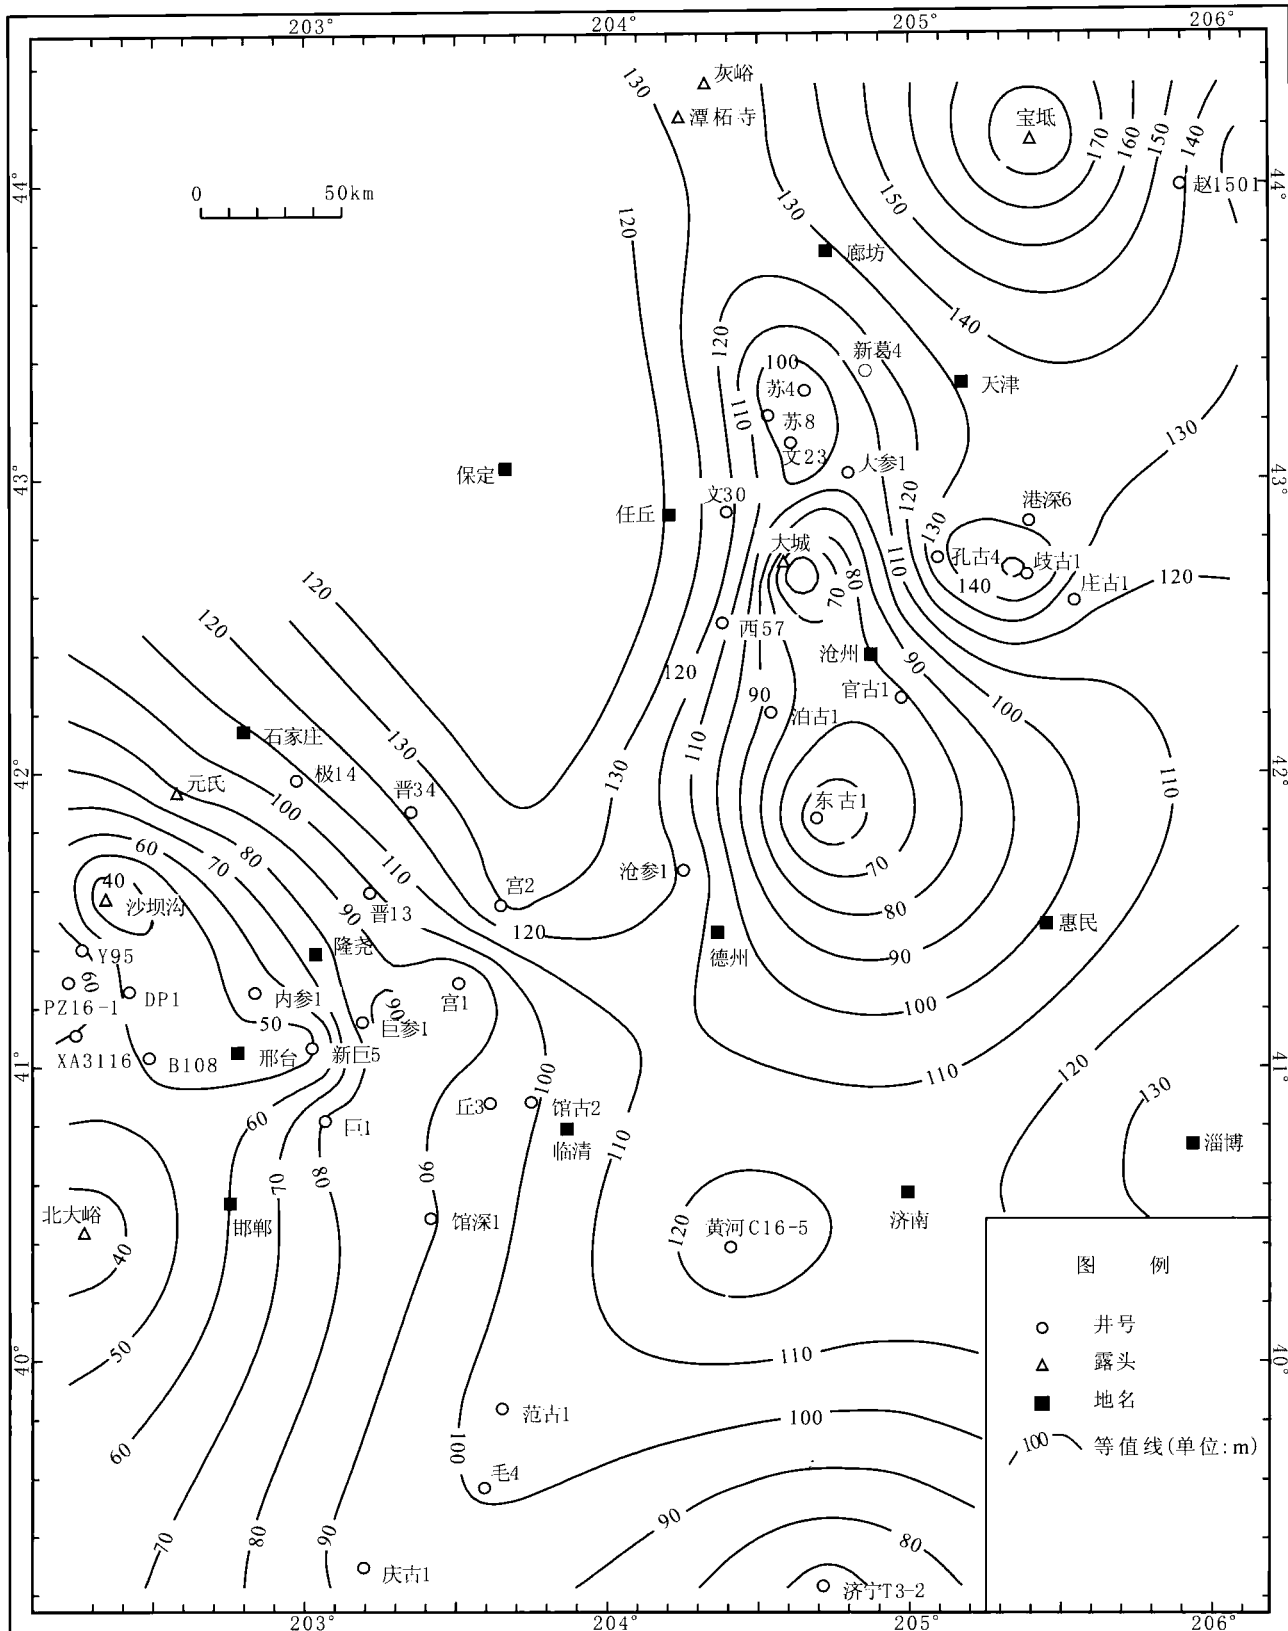 203° 204° 205° 206°
130
灰峪
潭柘寺
宝坻
170 160 150 140
赵1501
44° 44°
0 50km
120 130 150
廊坊
140
120
新葛4
100
苏4
天津
110
苏8
文23
130
大参1
43° 43°
保定
文30
120
港深6
任丘
130
大城
孔古4
歧古1
110
80
140
庄古1
120
70
120
120
西57
沧州
90
120
官古1
90
泊古1
100
石家庄
110
130
42° 42°
元氏
极14
130
110
晋34
100
东古1
60
80
70
110
70
沧参1
40
宫2
沙坝沟
90
晋13
80
120
惠民
隆尧
德州
Y95
90
60
PZ16-1
DP1
内参1
宫1
100
90
巨参1
50
41° 41°
XA3116
B108
邢台
新巨5
110
120
100
130
60
丘3
馆古2
巨1
淄博
临清
110
80
90
70
北大峪
邯郸
馆深1
120
黄河C16-5
济南
40
图 例
井号
50
110
40° 40°
露头
地名
范古1
100
60
100
100 等值线(单位:m)
毛4
90
70
80
90
80
庆古1
济宁T3-2
203° 204° 205° 206°